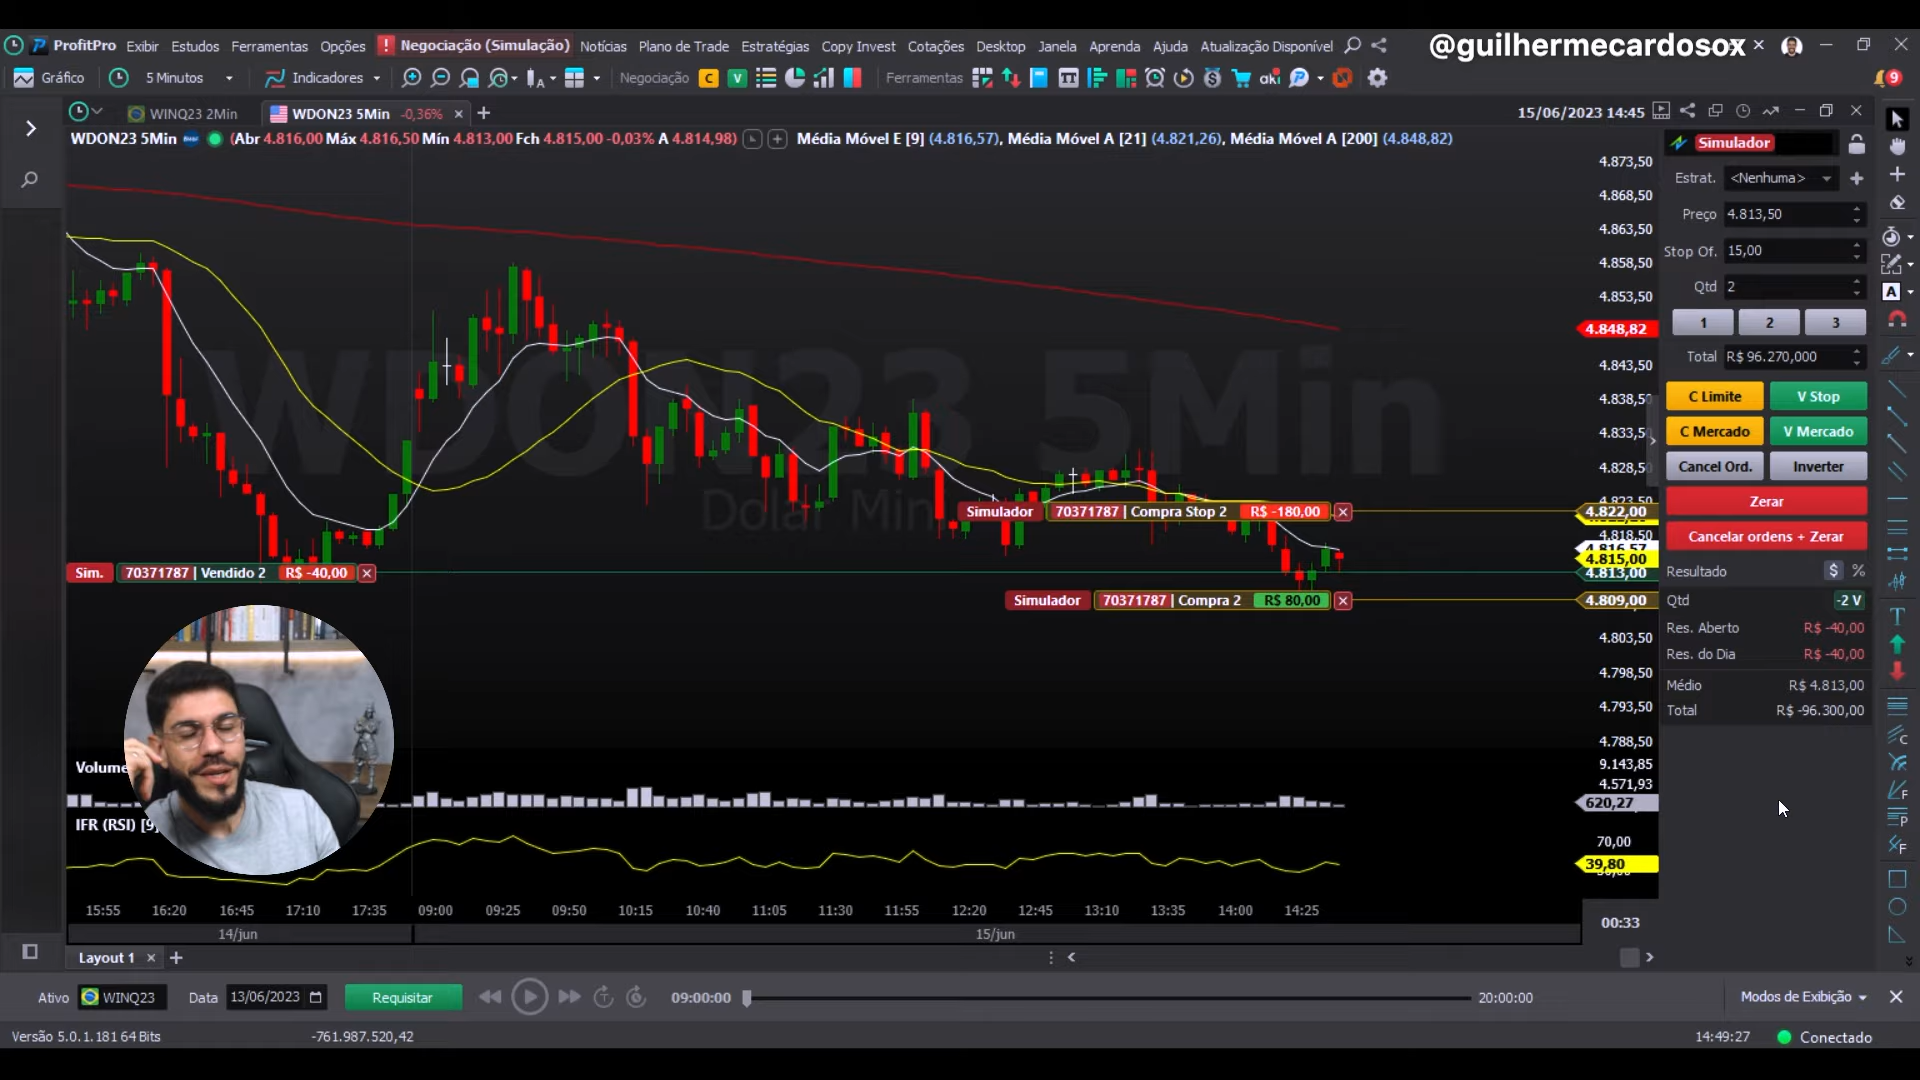 ProfitPro Exibir Estudos Ferramentas Opções ! Negociação (Simulação) Notícias Plano de Trade Estratégias Copy Invest Cotações Desktop Janela Aprenda Ajuda Atualização Disponível
@guilhermecardosox
Gráfico 5 Minutos Indicadores Negociação C V Ferramentas TT aki 9
WINQ23 2Min WDON23 5Min -0,36% 15/06/2023 14:45
WDON23 5Min (Abr 4.816,00 Máx 4.816,50 Mín 4.813,00 Fch 4.815,00 -0,03% A 4.814,98) Média Móvel E [9] (4.816,57), Média Móvel A [21] (4.821,26), Média Móvel A [200] (4.848,82)
WDON23 5Min
4.873,50
4.868,50
4.863,50
4.858,50
4.853,50
4.848,82
4.843,50
4.838,50
4.833,50
4.828,50
4.823,50
4.822,00
4.818,50
4.816,57
4.815,00
4.813,00
4.809,00
4.803,50
4.798,50
4.793,50
4.788,50
Simulador 70371787 | Compra Stop 2 R$ -180,00
Sim. 70371787 | Vendido 2 R$ -40,00
Simulador 70371787 | Compra 2 R$ 80,00
Volume
9.143,85
4.571,93
620,27
IFR (RSI) [9]
70,00
39,80
15:55 16:20 16:45 17:10 17:35 09:00 09:25 09:50 10:15 10:40 11:05 11:30 11:55 12:20 12:45 13:10 13:35 14:00 14:25
00:33
14/jun 15/jun
Simulador
Estrat. <Nenhuma>
Preço 4.813,50
Stop Of. 15,00
Qtd 2
1 2 3
Total R$ 96.270,000
C Limite V Stop
C Mercado V Mercado
Cancel Ord. Inverter
Zerar
Cancelar ordens + Zerar
Resultado $ %
Qtd -2 V
Res. Aberto R$ -40,00
Res. do Dia R$ -40,00
Médio R$ 4.813,00
Total R$ -96.300,00
Layout 1
Ativo WINQ23 Data 13/06/2023 Requisitar 09:00:00 20:00:00 Modos de Exibição
Versão 5.0.1.181 64 Bits -761.987.520,42 14:49:27 Conectado